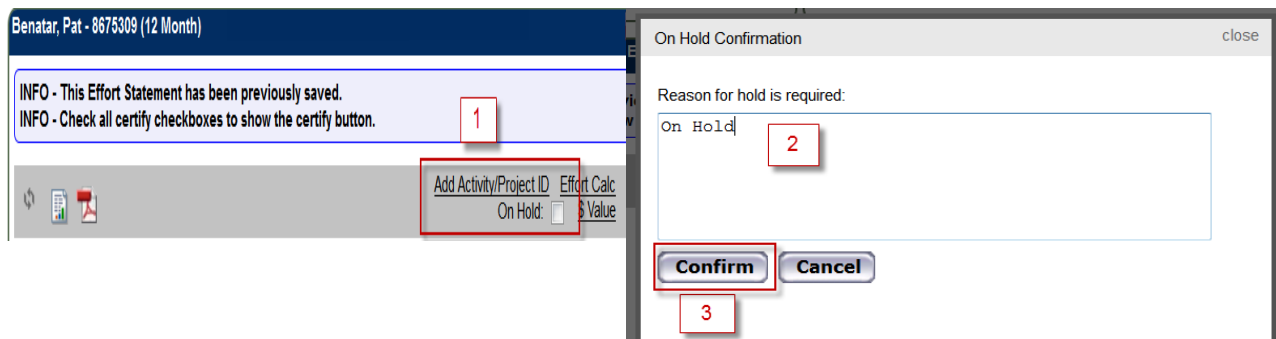 Benatar, Pat - 8675309 (12 Month)
INFO - This Effort Statement has been previously saved.
INFO - Check all certify checkboxes to show the certify button.
1
Add Activity/Project ID Effort Calc
On Hold: $ Value
On Hold Confirmation close
Reason for hold is required:
On Hold
2
Confirm Cancel
3